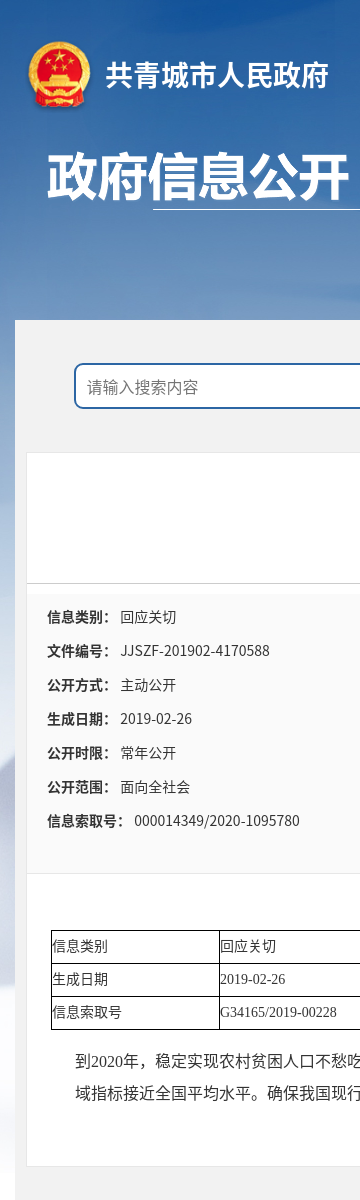 共青城市人民政府
政府信息公开
请输入搜索内容
信息类别： 回应关切
文件编号： JJSZF-201902-4170588
公开方式： 主动公开
生成日期： 2019-02-26
公开时限： 常年公开
公开范围： 面向全社会
信息索取号： 000014349/2020-1095780
信息类别 回应关切
生成日期 2019-02-26
信息索取号 G34165/2019-00228
到2020年，稳定实现农村贫困人口不愁吃
域指标接近全国平均水平。确保我国现行